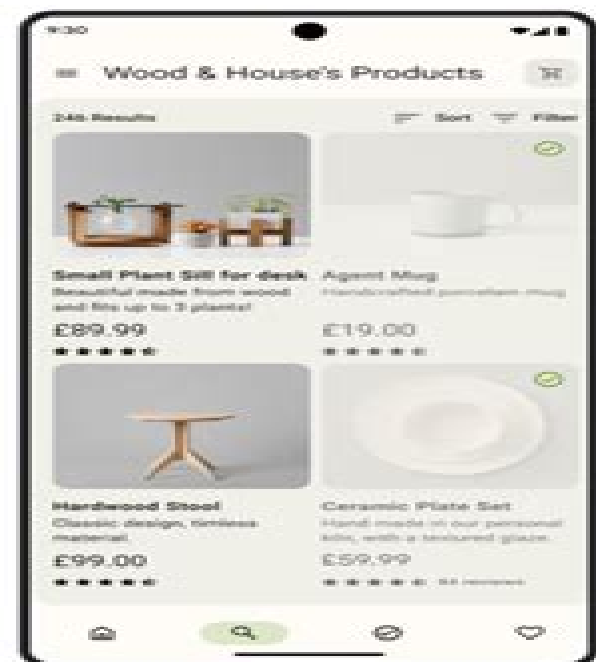 9:30
Wood & House's Products
246 Results
Sort
Filter
Small Plant Sill for desk
Beautiful made from wood
and fits up to 3 plants!
£89.99
Agent Mug
Handcrafted porcelain mug
£19.00
Hardwood Stool
Classic design, timless
material.
£99.00
Ceramic Plate Set
Hand made in our personal
kiln, with a textured glaze.
£59.99
reviews